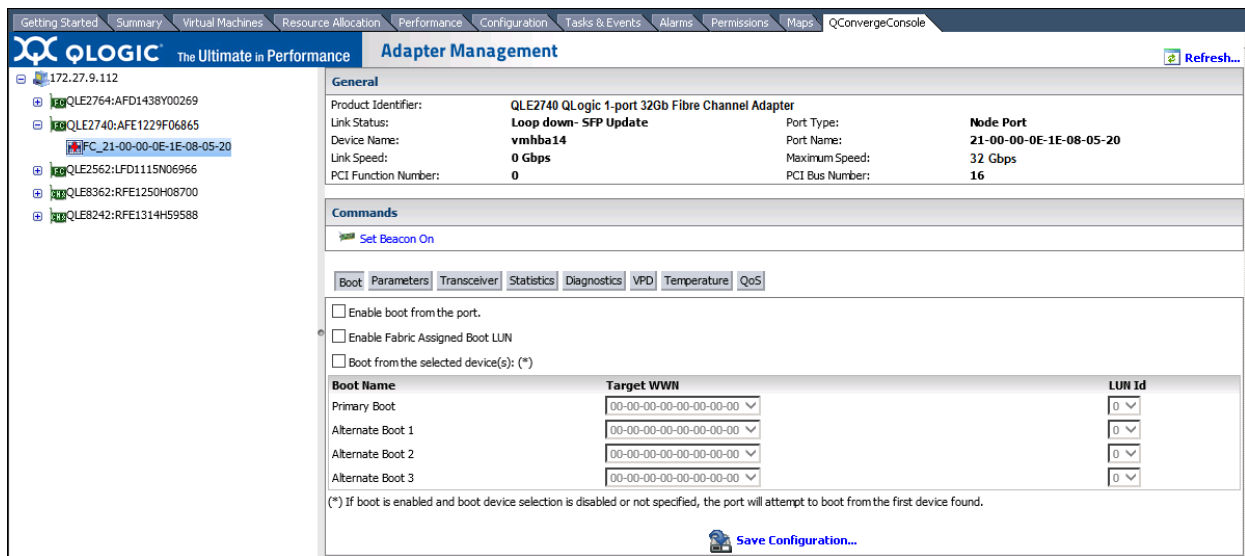 Getting Started Summary Virtual Machines Resource Allocation Performance Configuration Tasks & Events Alarms Permissions Maps QConvergeConsole
QLOGIC The Ultimate in Performance Adapter Management
Refresh...
172.27.9.112
QLE2764:AFD1438Y00269
QLE2740:AFE1229F06865
FC_21-00-00-0E-1E-08-05-20
QLE2562:LFD1115N06966
QLE8362:RFE1250H08700
QLE8242:RFE1314H59588
General
Product Identifier: QLE2740 QLogic 1-port 32Gb Fibre Channel Adapter
Link Status: Loop down- SFP Update Port Type: Node Port
Device Name: vmhba14 Port Name: 21-00-00-0E-1E-08-05-20
Link Speed: 0 Gbps Maximum Speed: 32 Gbps
PCI Function Number: 0 PCI Bus Number: 16
Commands
Set Beacon On
Boot Parameters Transceiver Statistics Diagnostics VPD Temperature QoS
Enable boot from the port.
Enable Fabric Assigned Boot LUN
Boot from the selected device(s): (*)
Boot Name Target WWN LUN Id
Primary Boot 00-00-00-00-00-00-00-00 0
Alternate Boot 1 00-00-00-00-00-00-00-00 0
Alternate Boot 2 00-00-00-00-00-00-00-00 0
Alternate Boot 3 00-00-00-00-00-00-00-00 0
(*) If boot is enabled and boot device selection is disabled or not specified, the port will attempt to boot from the first device found.
Save Configuration...